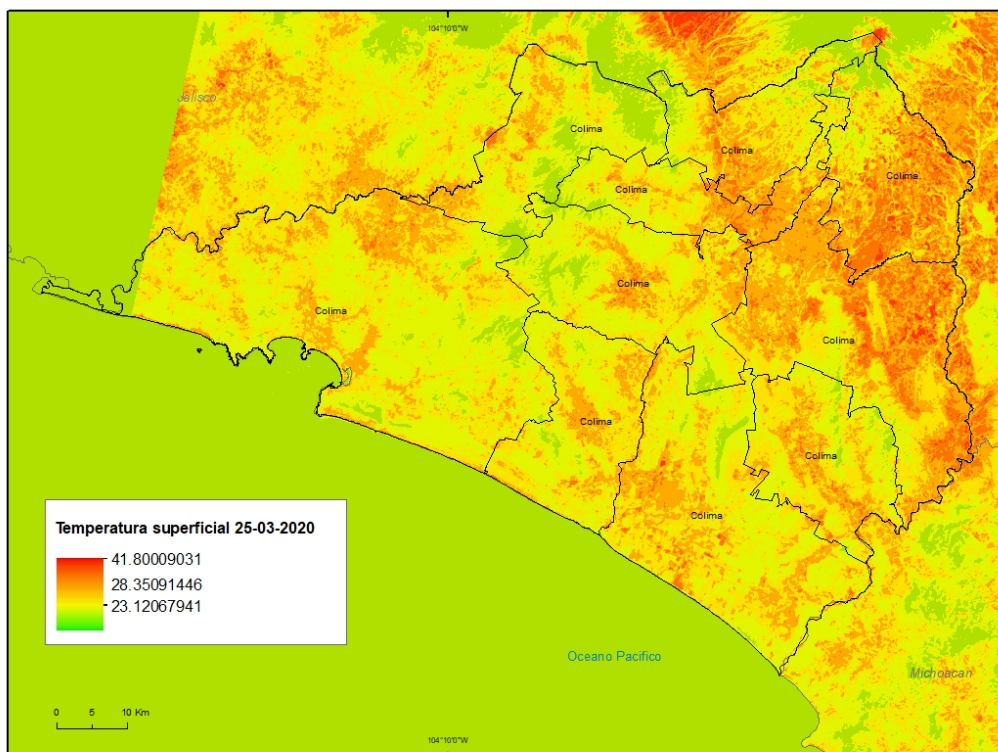 104°10'0"W
Jalisco
Colima
Colima
Colima
Colima
Colima
Colima
Colima
Colima
Colima
Colima
Temperatura superficial 25-03-2020
41.80009031
28.35091446
23.12067941
Oceano Pacifico
Michoacan
0 5 10 Km
104°10'0"W